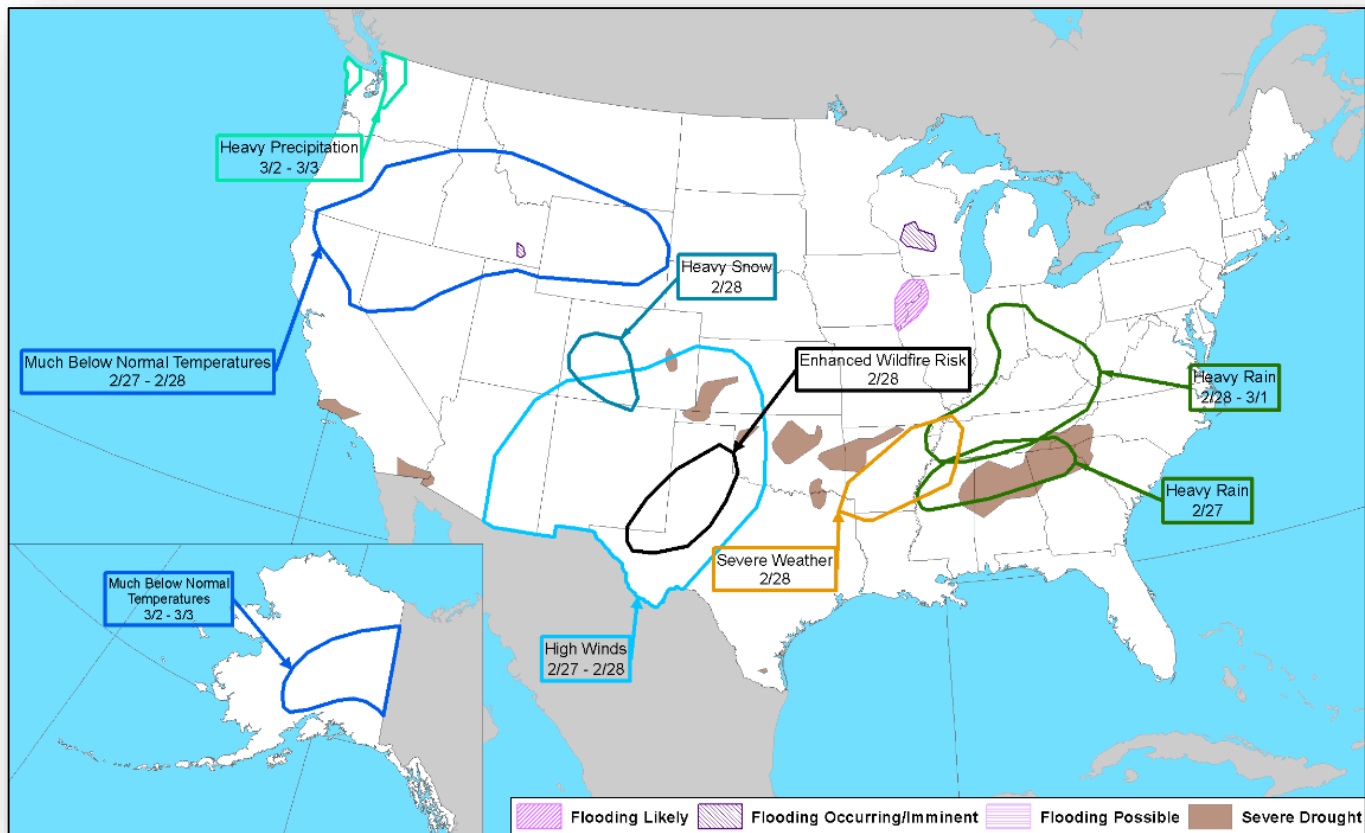 Heavy Precipitation
3/2 - 3/3
Heavy Snow
2/28
Much Below Normal Temperatures
2/27 - 2/28
Enhanced Wildfire Risk
2/28
Heavy Rain
2/28 - 3/1
Heavy Rain
2/27
Severe Weather
2/28
Much Below Normal
Temperatures
3/2 - 3/3
High Winds
2/27 - 2/28
Flooding Likely
Flooding Occurring/Imminent
Flooding Possible
Severe Drought